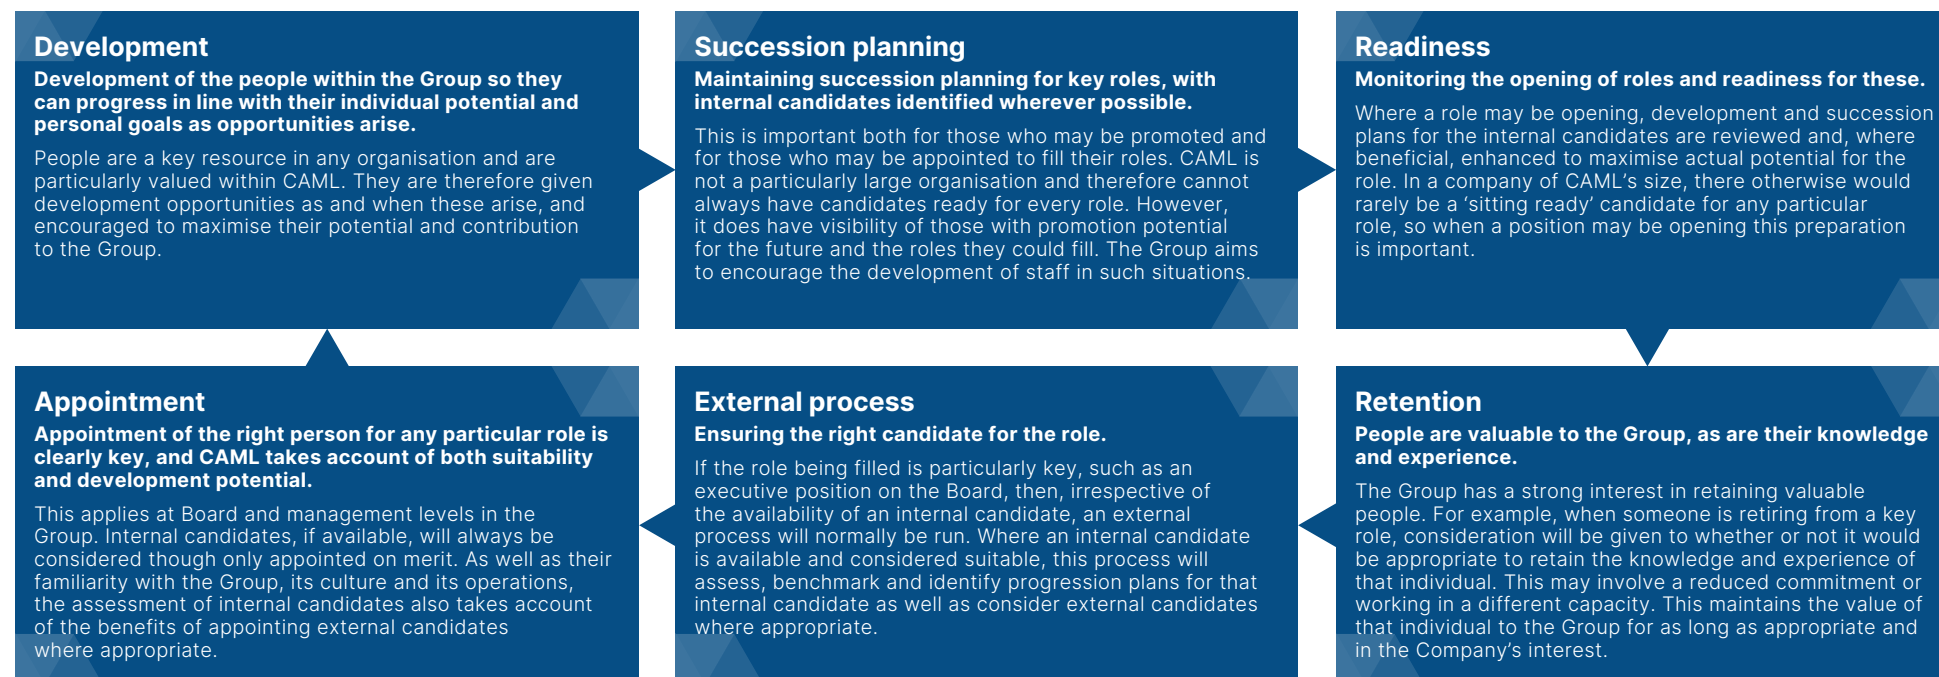 Development
Development of the people within the Group so they
can progress in line with their individual potential and
personal goals as opportunities arise.
People are a key resource in any organisation and are
particularly valued within CAML. They are therefore given
development opportunities as and when these arise, and
encouraged to maximise their potential and contribution
to the Group.
Succession planning
Maintaining succession planning for key roles, with
internal candidates identified wherever possible.
This is important both for those who may be promoted and
for those who may be appointed to fill their roles. CAML is
not a particularly large organisation and therefore cannot
always have candidates ready for every role. However,
it does have visibility of those with promotion potential
for the future and the roles they could fill. The Group aims
to encourage the development of staff in such situations.
Readiness
Monitoring the opening of roles and readiness for these.
Where a role may be opening, development and succession
plans for the internal candidates are reviewed and, where
beneficial, enhanced to maximise actual potential for the
role. In a company of CAML’s size, there otherwise would
rarely be a ‘sitting ready’ candidate for any particular
role, so when a position may be opening this preparation
is important.
Appointment
Appointment of the right person for any particular role is
clearly key, and CAML takes account of both suitability
and development potential.
This applies at Board and management levels in the
Group. Internal candidates, if available, will always be
considered though only appointed on merit. As well as their
familiarity with the Group, its culture and its operations,
the assessment of internal candidates also takes account
of the benefits of appointing external candidates
where appropriate.
External process
Ensuring the right candidate for the role.
If the role being filled is particularly key, such as an
executive position on the Board, then, irrespective of
the availability of an internal candidate, an external
process will normally be run. Where an internal candidate
is available and considered suitable, this process will
assess, benchmark and identify progression plans for that
internal candidate as well as consider external candidates
where appropriate.
Retention
People are valuable to the Group, as are their knowledge
and experience.
The Group has a strong interest in retaining valuable
people. For example, when someone is retiring from a key
role, consideration will be given to whether or not it would
be appropriate to retain the knowledge and experience of
that individual. This may involve a reduced commitment or
working in a different capacity. This maintains the value of
that individual to the Group for as long as appropriate and
in the Company’s interest.